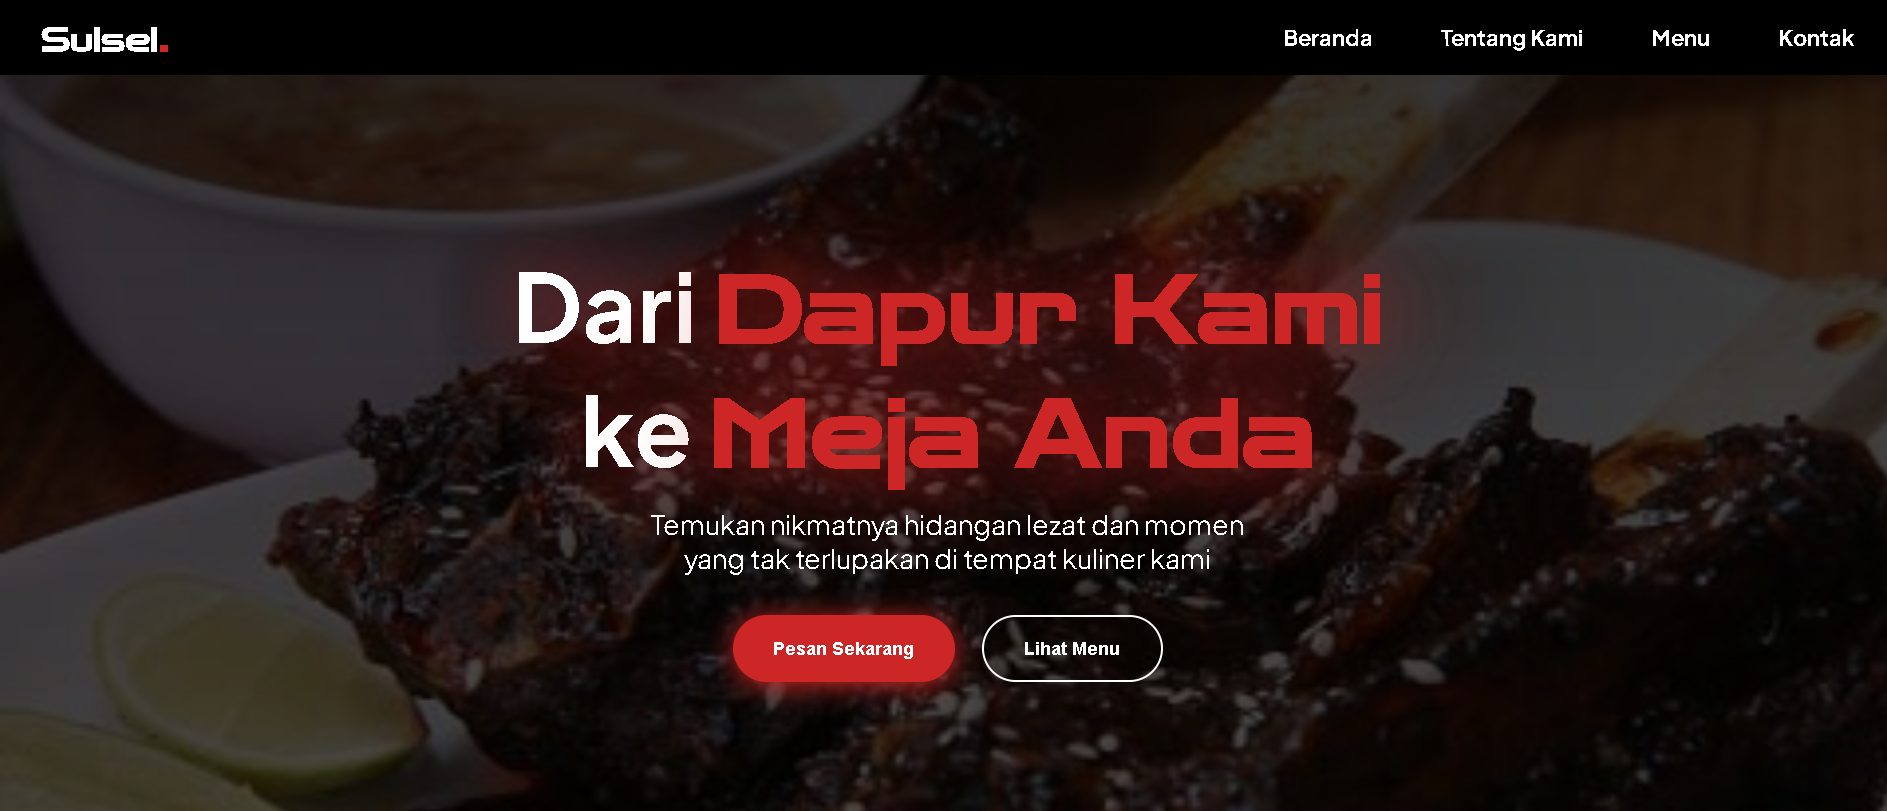 Sulsel.
Beranda Tentang Kami Menu Kontak
Dari Dapur Kami
ke Meja Anda
Temukan nikmatnya hidangan lezat dan momen
yang tak terlupakan di tempat kuliner kami
Pesan Sekarang Lihat Menu